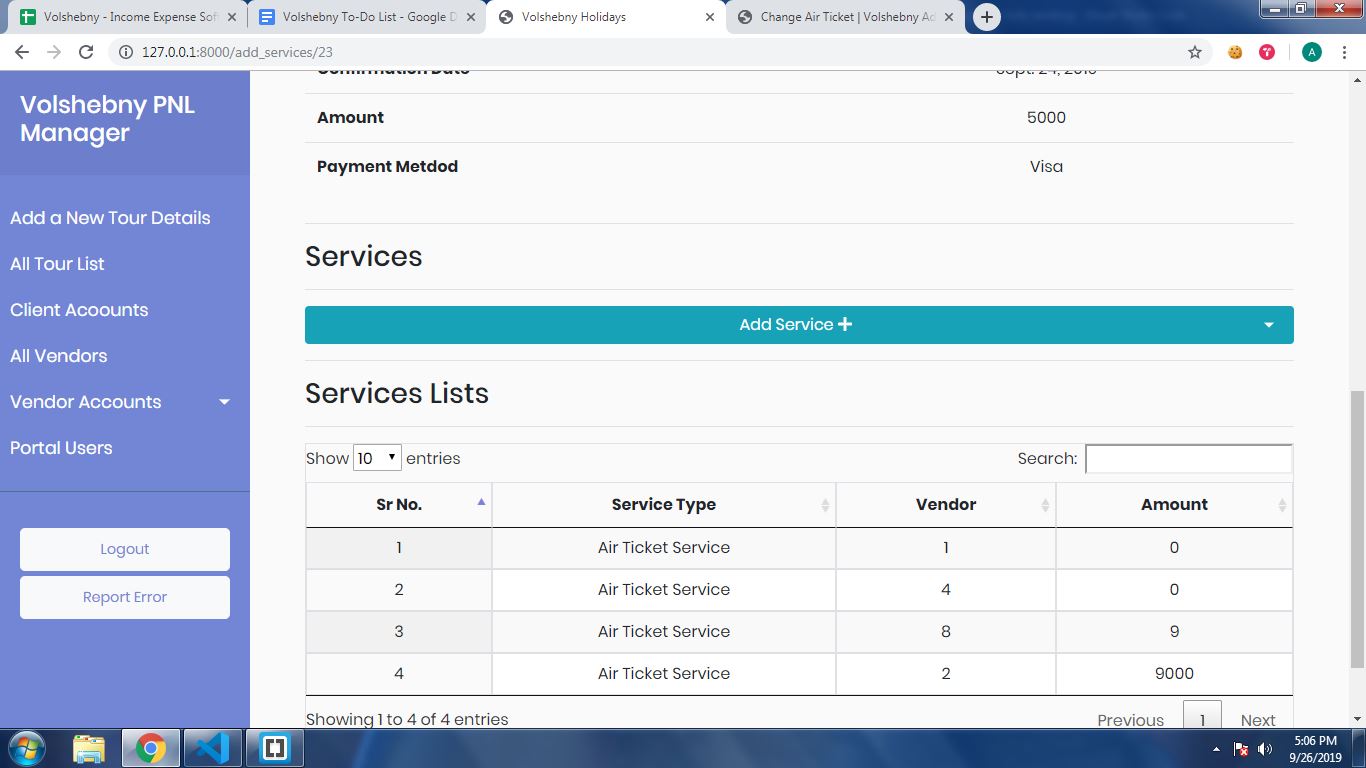 Volshebny - Income Expense Sof
Volshebny To-Do List - Google D
Volshebny Holidays
Change Air Ticket | Volshebny Ad
127.0.0.1:8000/add_services/23
A
Volshebny PNL
Manager
Add a New Tour Details
All Tour List
Client Acoounts
All Vendors
Vendor Accounts
Portal Users
Logout
Report Error
Confirmation Date Sept. 24, 2019
Amount 5000
Payment Metdod Visa
Services
Add Service
Services Lists
Show 10 entries Search:
Sr No. Service Type Vendor Amount
1 Air Ticket Service 1 0
2 Air Ticket Service 4 0
3 Air Ticket Service 8 9
4 Air Ticket Service 2 9000
Showing 1 to 4 of 4 entries Previous 1 Next
5:06 PM
9/26/2019